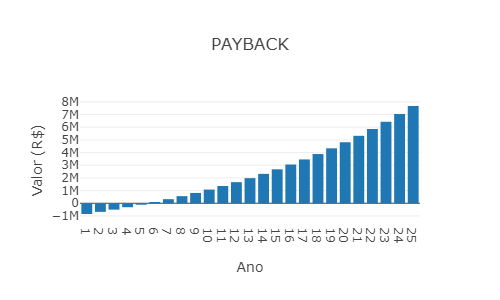 PAYBACK
8M
7M
6M
5M
4M
3M
2M
1M
0
−1M
Valor (R$)
1 2 3 4 5 6 7 8 9 10 11 12 13 14 15 16 17 18 19 20 21 22 23 24 25
Ano